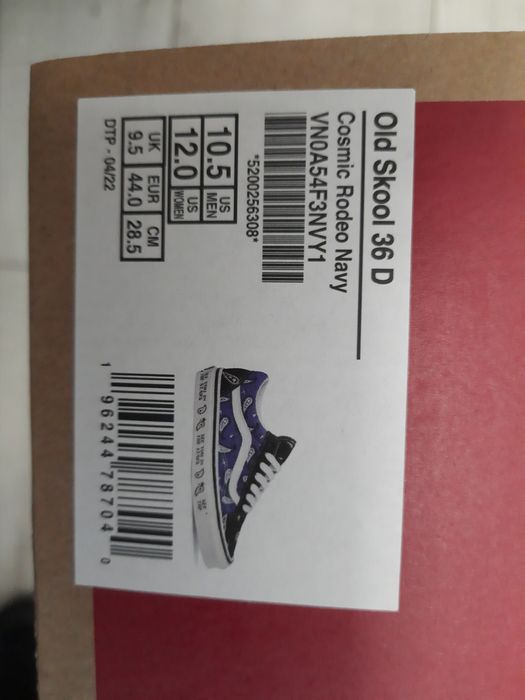 Old Skool 36 D
Cosmic Rodeo Navy
VN0A54F3NVY1
*5200256308*
10.5 US MEN
12.0 US WOMEN
UK EUR CM
9.5 44.0 28.5
DTP - 04/22
1 96244 78704 0